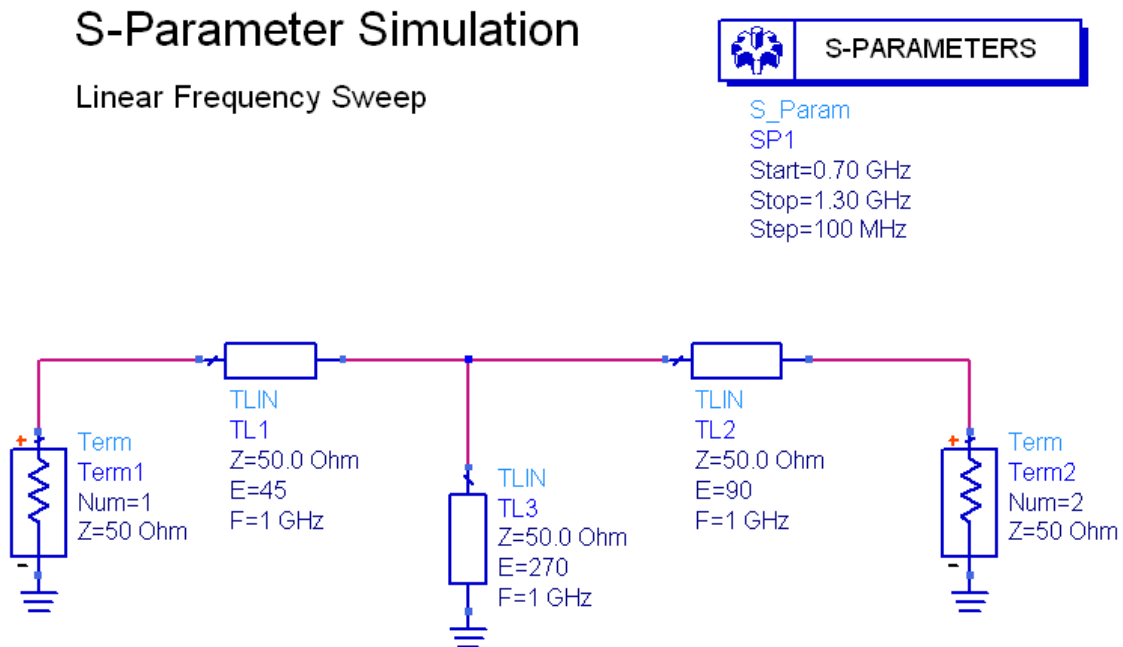 S-Parameter Simulation
Linear Frequency Sweep
S-PARAMETERS
S_Param
SP1
Start=0.70 GHz
Stop=1.30 GHz
Step=100 MHz
+
Term
Term1
Num=1
Z=50 Ohm
-
TLIN
TL1
Z=50.0 Ohm
E=45
F=1 GHz
TLIN
TL3
Z=50.0 Ohm
E=270
F=1 GHz
TLIN
TL2
Z=50.0 Ohm
E=90
F=1 GHz
+
Term
Term2
Num=2
Z=50 Ohm
-